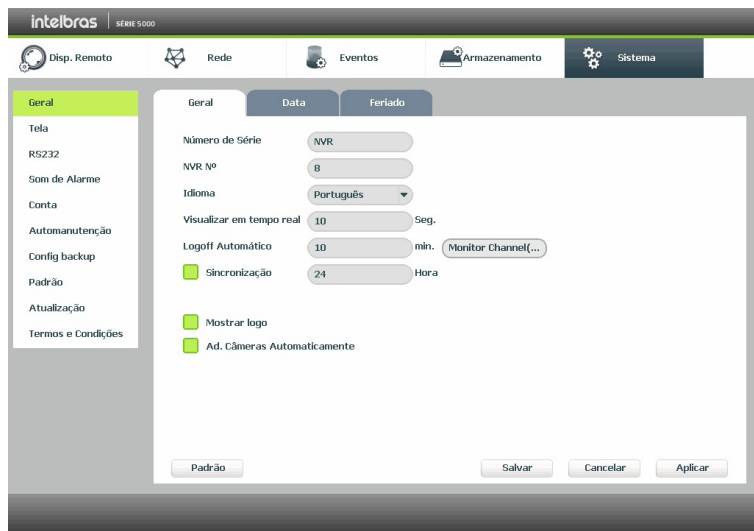 intelbras SÉRIE 5000
Disp. Remoto Rede Eventos Armazenamento Sistema
Geral
Tela
RS232
Som de Alarme
Conta
Automanutenção
Config backup
Padrão
Atualização
Termos e Condições
Geral Data Feriado
Número de Série NVR
NVR Nº 8
Idioma Português
Visualizar em tempo real 10 Seg.
Logoff Automático 10 min. Monitor Channel(...
Sincronização 24 Hora
Mostrar logo
Ad. Câmeras Automaticamente
Padrão Salvar Cancelar Aplicar